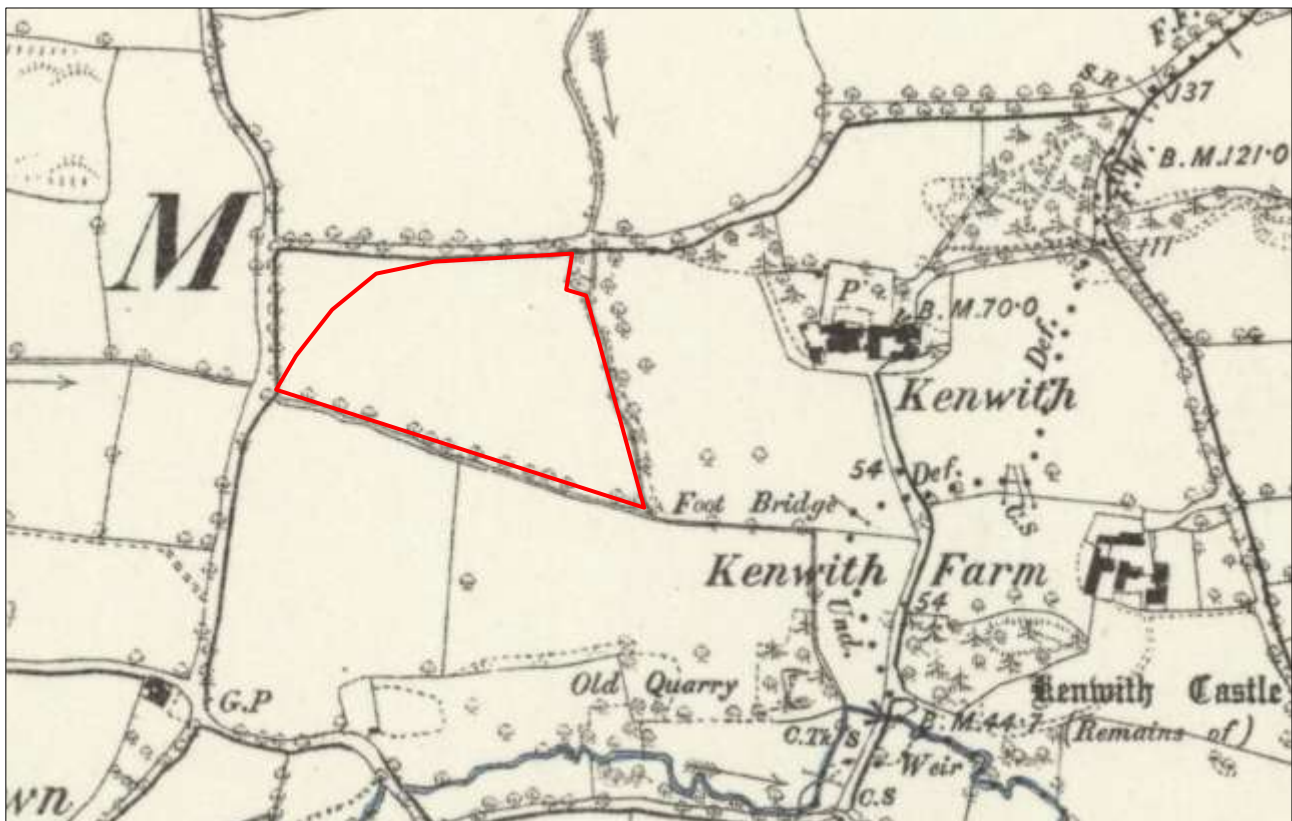 F.P.
S.R.
137
F.W.
B.M.121·0
M
111
P
B.M.70·0
Def.
Kenwith
54
Def.
C.S
Foot Bridge
Kenwith Farm
Und.
54
Old Quarry
Kenwith Castle
G.P
B.M.44·7
(Remains of)
Weir
C.S
wn